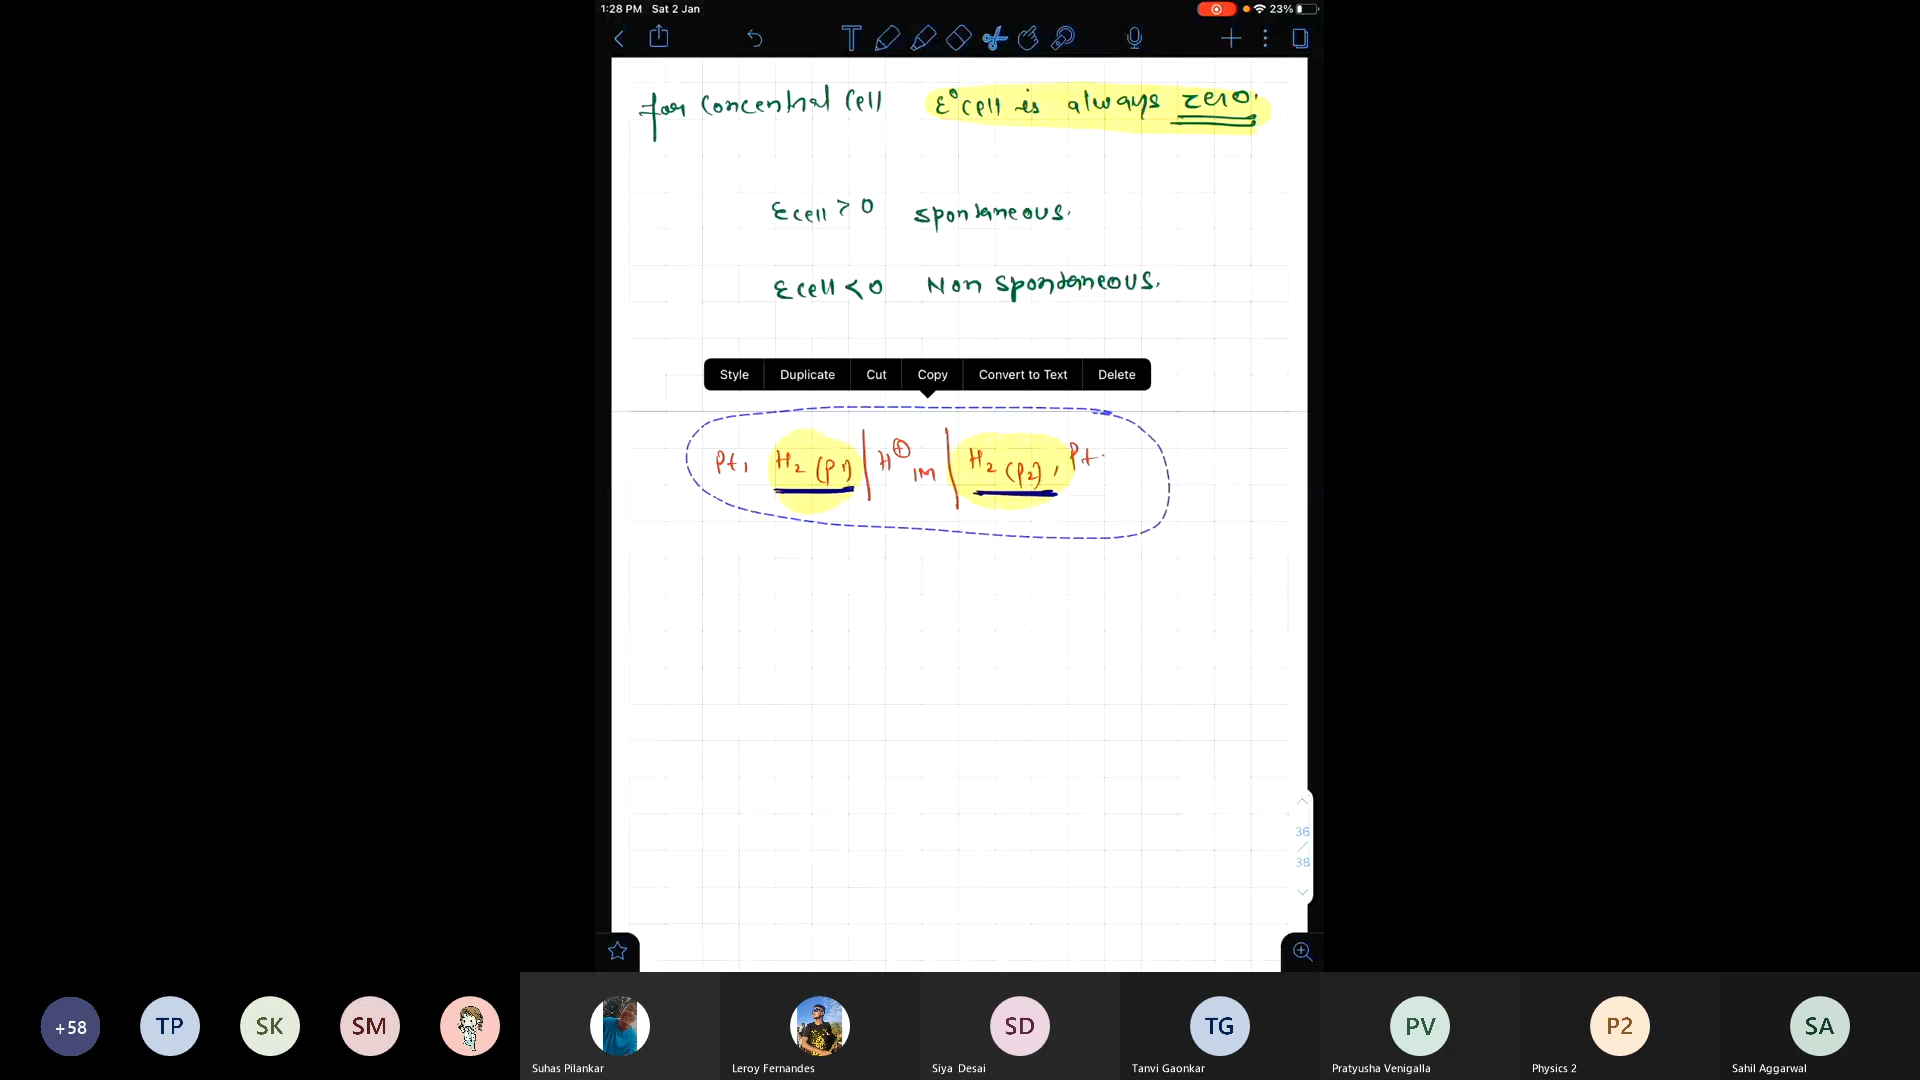 1:28 PM Sat 2 Jan
23%
for Concentral Cell E°cell is always zero.
Ecell > 0 spontaneous.
Ecell < 0 Non spontaneous.
Style Duplicate Cut Copy Convert to Text Delete
Pt, H₂ (P1) | H⊕ 1M | H₂ (P2), Pt.
36
/
38
+58 TP SK SM SD TG PV P2 SA
Suhas Pilankar Leroy Fernandes Siya Desai Tanvi Gaonkar Pratyusha Venigalla Physics 2 Sahil Aggarwal